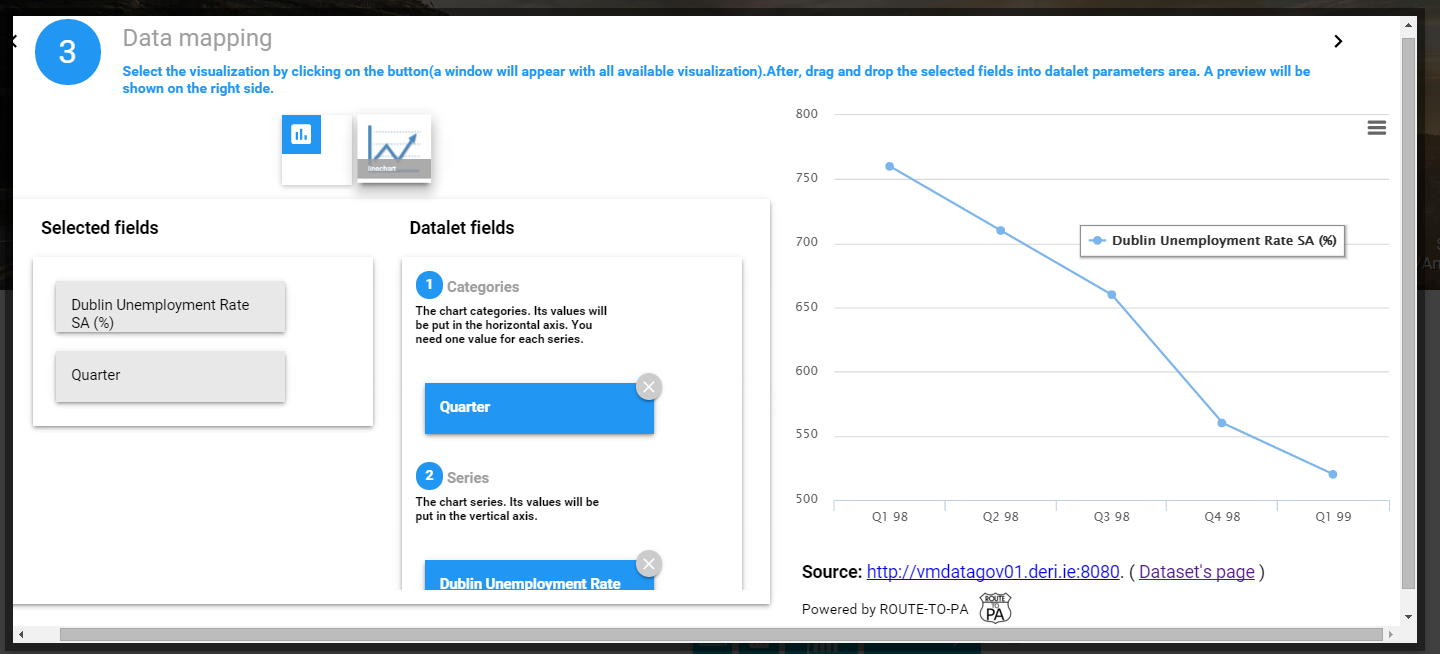 3
Data mapping
Select the visualization by clicking on the button(a window will appear with all available visualization).After, drag and drop the selected fields into datalet parameters area. A preview will be
shown on the right side.
linechart
Selected fields
Dublin Unemployment Rate
SA (%)
Quarter
Datalet fields
1 Categories
The chart categories. Its values will
be put in the horizontal axis. You
need one value for each series.
Quarter
2 Series
The chart series. Its values will be
put in the vertical axis.
Dublin Unemployment Rate
800
750
700
650
600
550
500
Dublin Unemployment Rate SA (%)
Q1 98 Q2 98 Q3 98 Q4 98 Q1 99
Source: http://vmdatagov01.deri.ie:8080. ( Dataset's page )
Powered by ROUTE-TO-PA
ROUTE
TO
PA